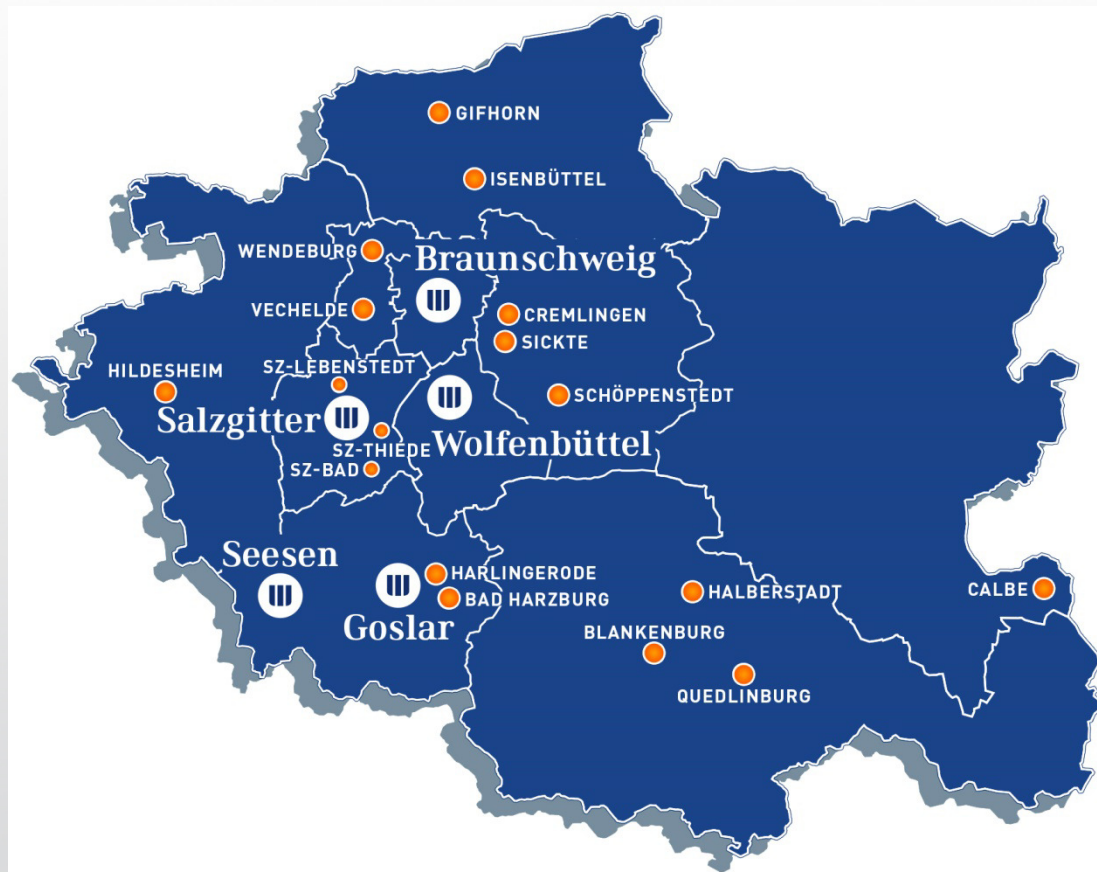 GIFHORN
ISENBÜTTEL
WENDEBURG
Braunschweig
VECHELDE
CREMLINGEN
SICKTE
SZ-LEBENSTEDT
HILDESHEIM
SCHÖPPENSTEDT
Salzgitter
Wolfenbüttel
SZ-THIEDE
SZ-BAD
Seesen
HARLINGERODE
BAD HARZBURG
Goslar
HALBERSTADT
CALBE
BLANKENBURG
QUEDLINBURG